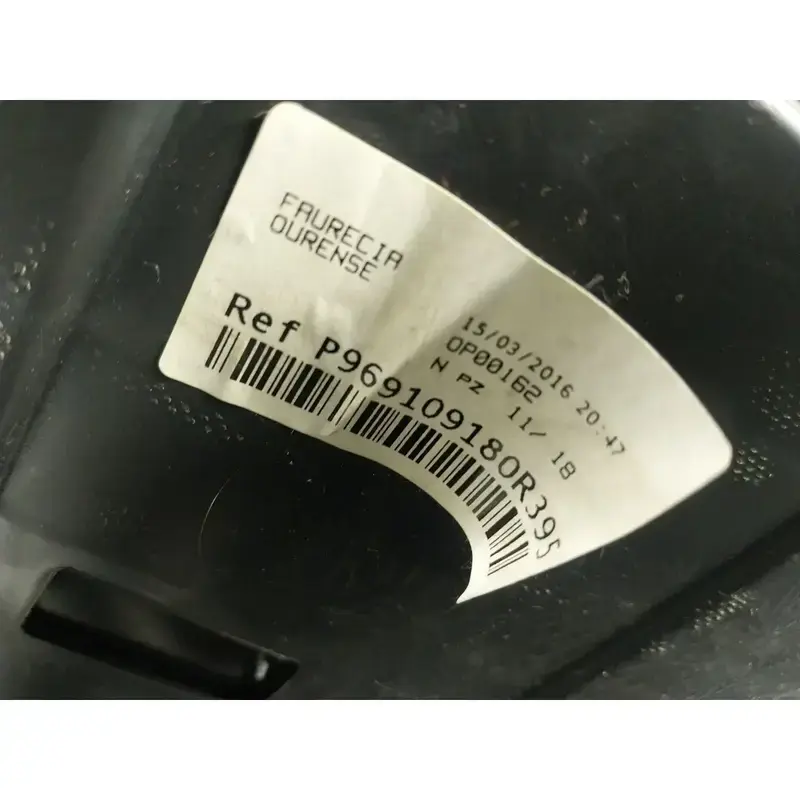 FAURECIA
OURENSE
15/03/2016 20:47
OP00162
N PZ 11/ 18
Ref P969109180R395